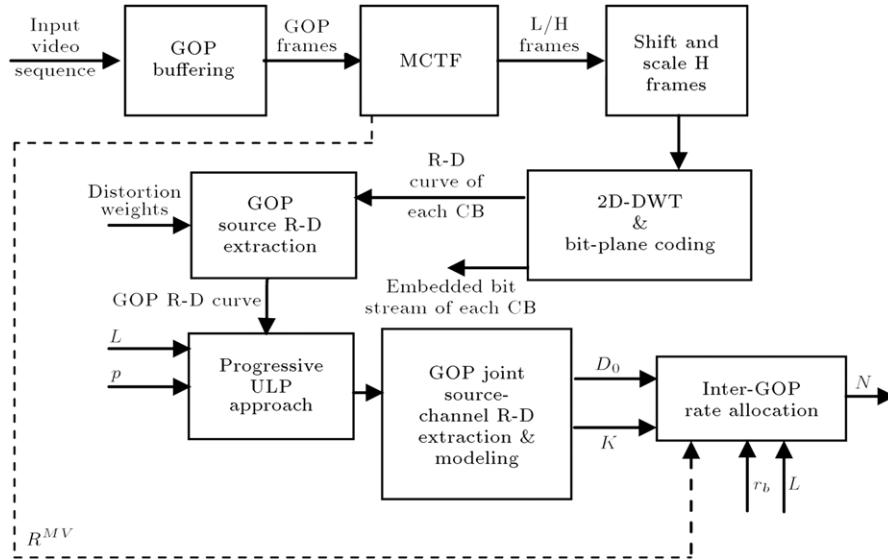 Input
video
sequence
GOP
buffering
GOP
frames
MCTF
L/H
frames
Shift and
scale H
frames
R-D
curve of
each CB
2D-DWT
&
bit-plane coding
Distortion
weights
GOP
source R-D
extraction
Embedded bit
stream of each CB
GOP R-D curve
L
p
Progressive
ULP
approach
GOP joint
source-
channel R-D
extraction &
modeling
D₀
K
Inter-GOP
rate allocation
N
r_b
L
R^{MV}